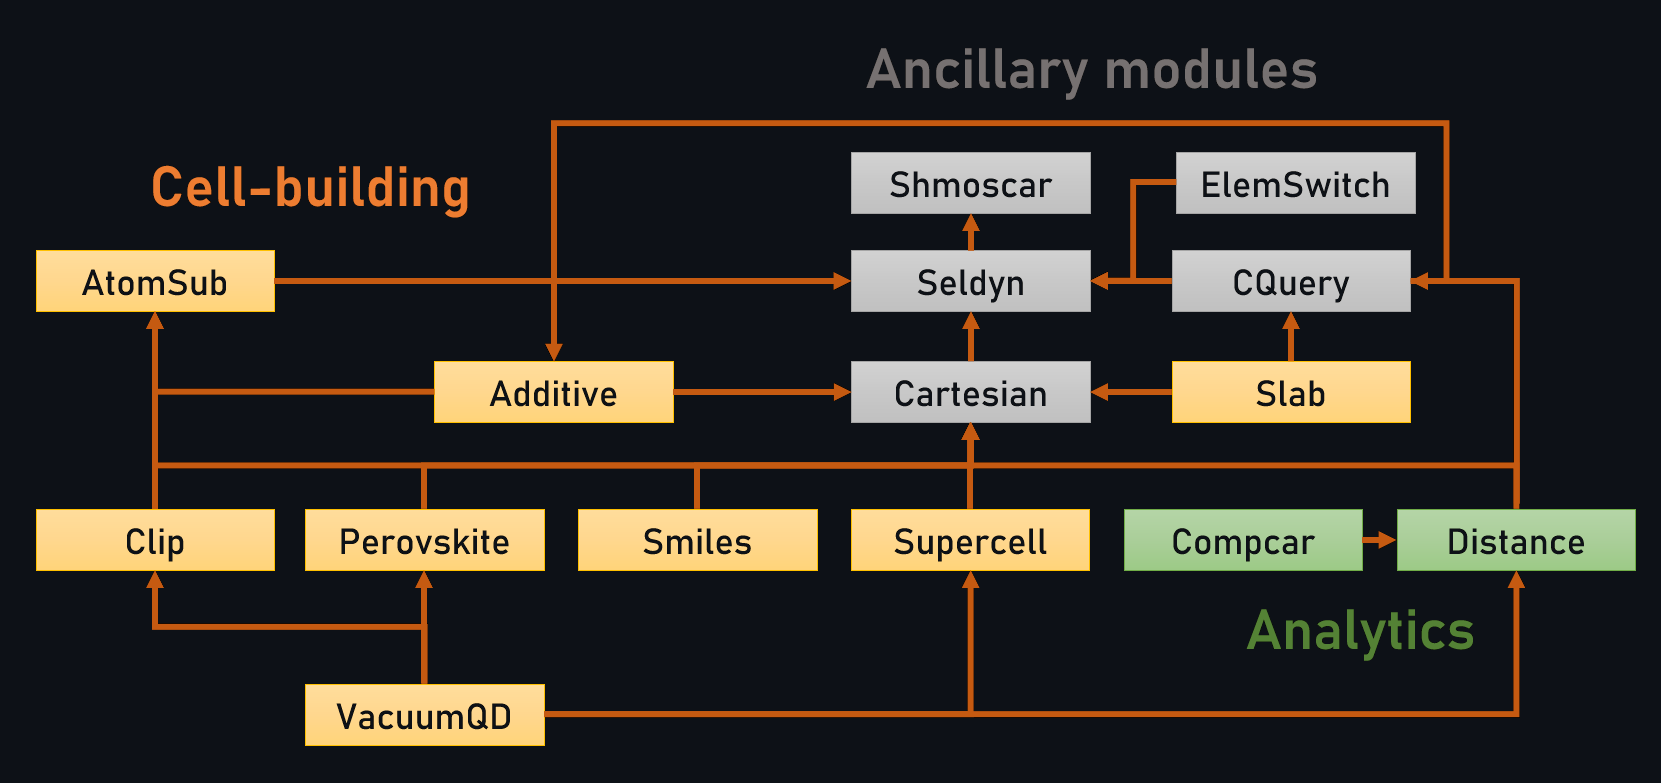 Ancillary modules
Cell-building
Shmoscar
ElemSwitch
AtomSub
Seldyn
CQuery
Additive
Cartesian
Slab
Clip
Perovskite
Smiles
Supercell
Compcar
Distance
Analytics
VacuumQD